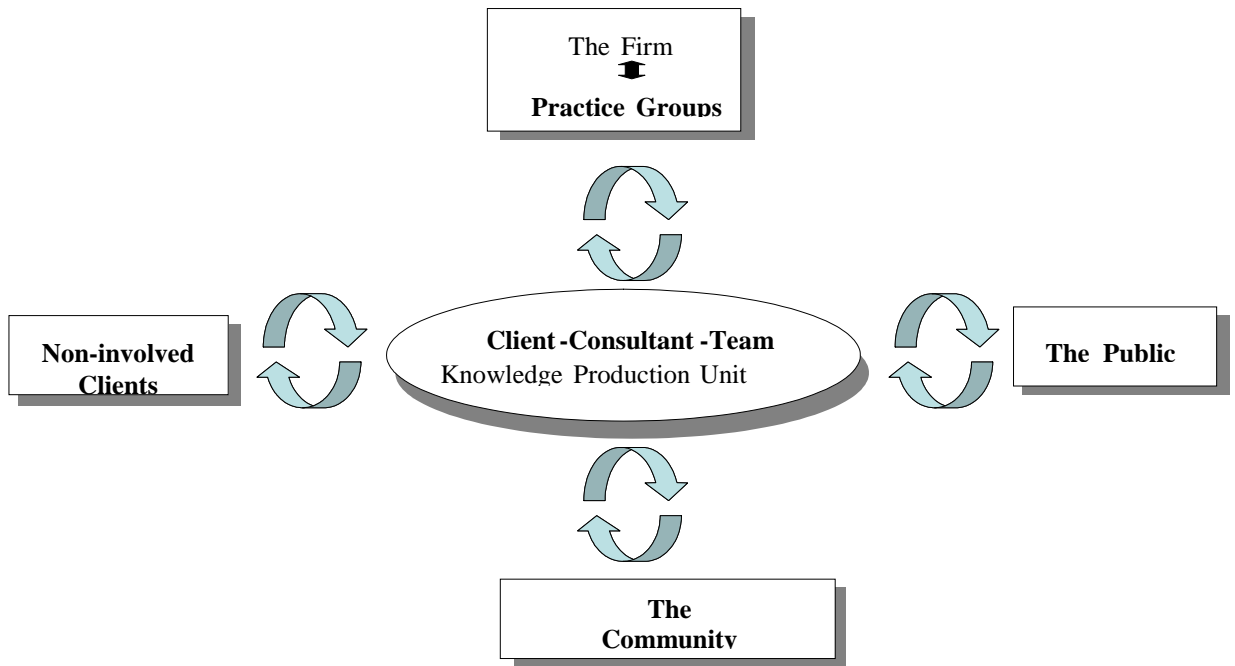 The Firm
Practice Groups
Non-involved
Clients
Client-Consultant-Team
Knowledge Production Unit
The Public
The
Community